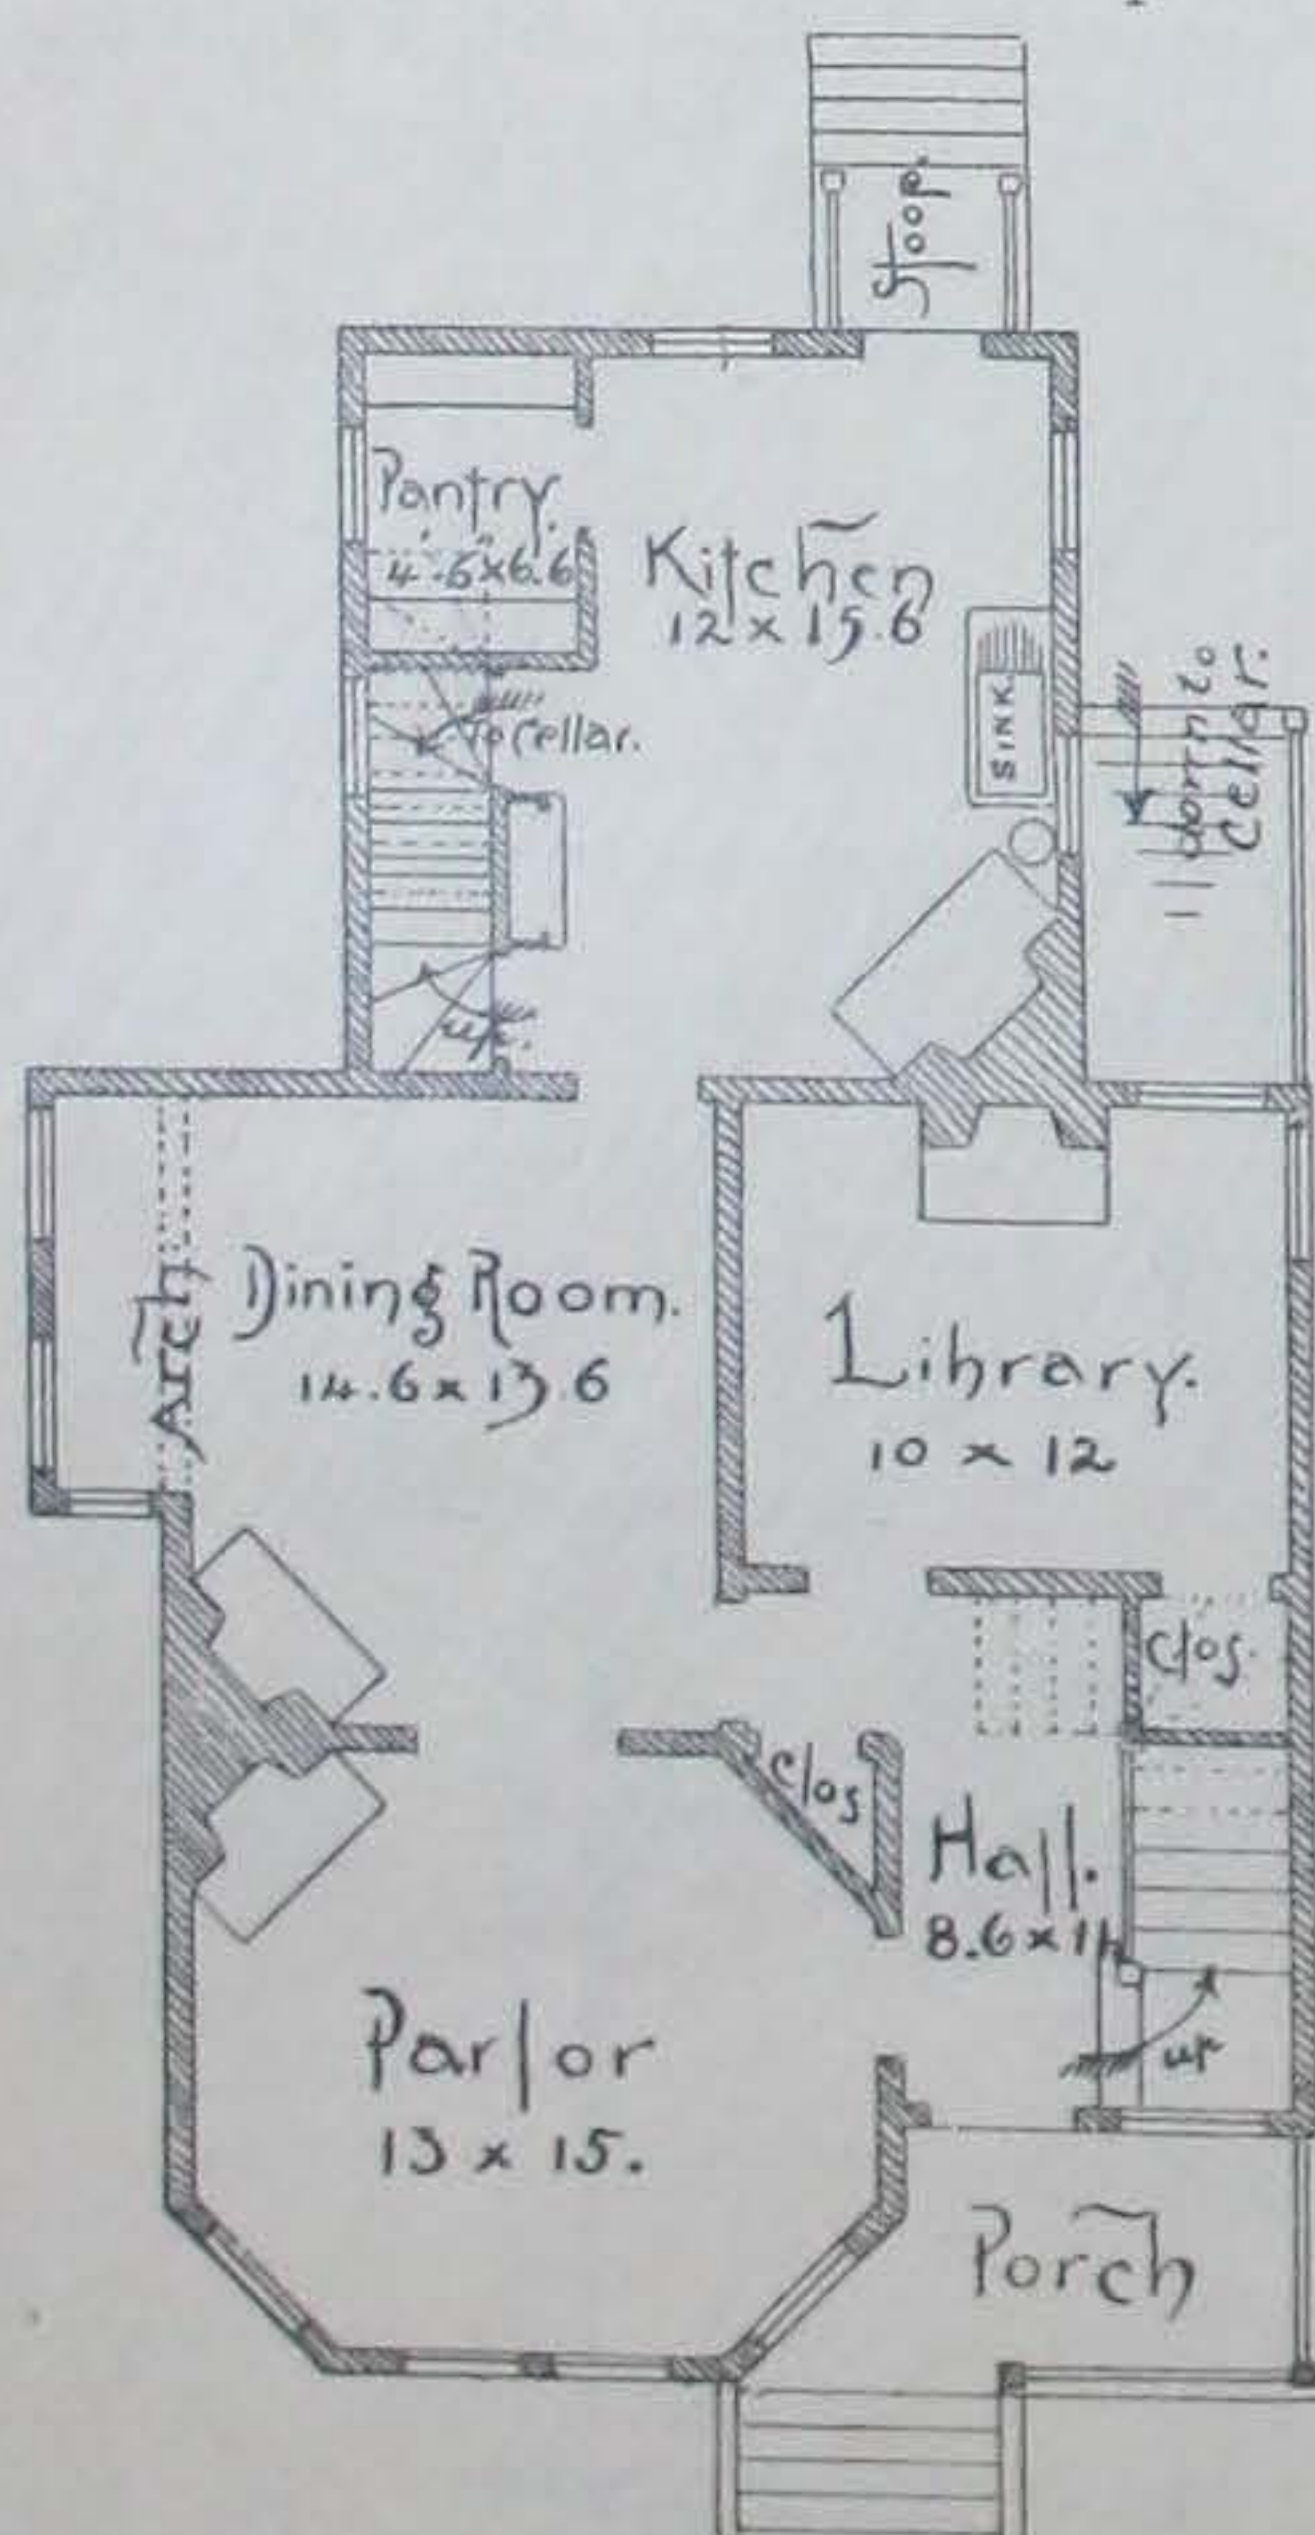 Stoop.
Pantry.
4.6x6.6
Kitchen
12 x 15.6
SINK
To Cellar.
down to
Cellar.
up.
Arch
Dining Room.
14.6 x 13.6
Library.
10 x 12
Clos.
Clos
Hall.
8.6 x 14
up
Parlor
13 x 15.
Porch